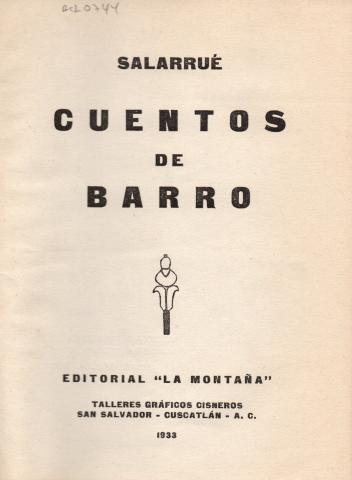 SALARRUÉ
CUENTOS
DE
BARRO
EDITORIAL "LA MONTAÑA"
TALLERES GRÁFICOS CISNEROS
SAN SALVADOR - CUSCATLÁN - A. C.
1933